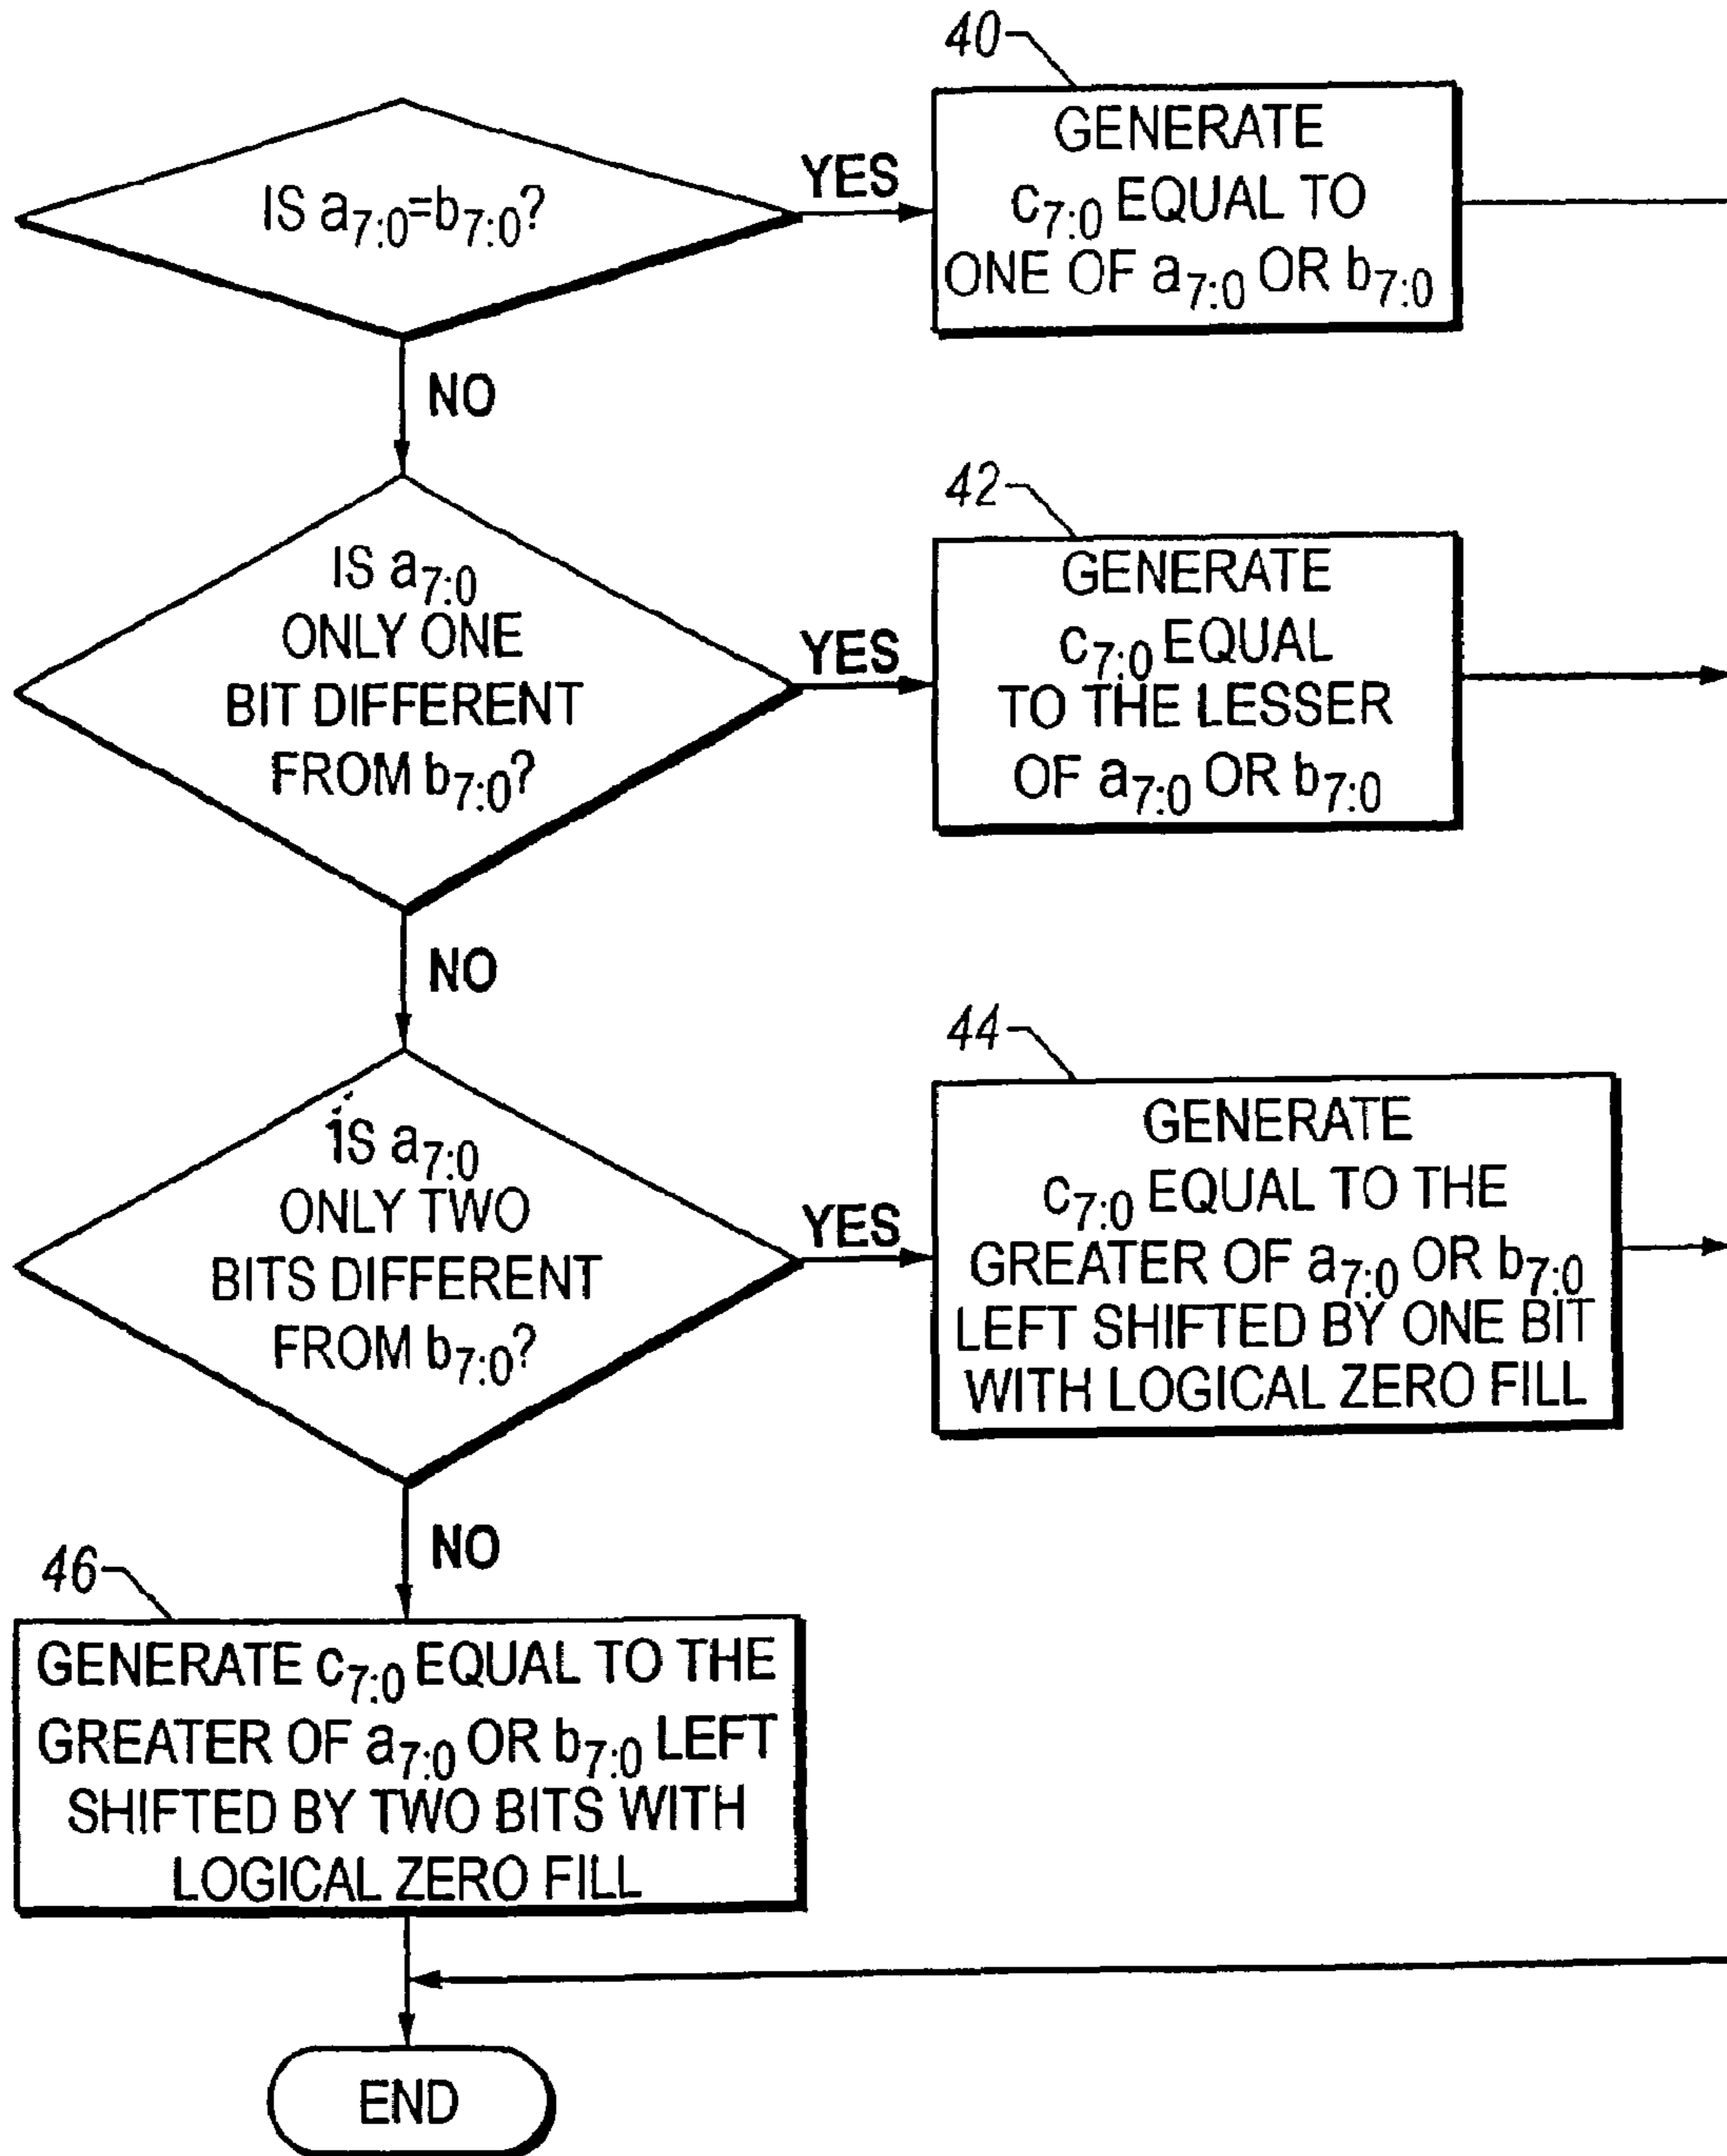 40
IS a7:0=b7:0?
YES
GENERATE
c7:0 EQUAL TO
ONE OF a7:0 OR b7:0
NO
42
IS a7:0
ONLY ONE
BIT DIFFERENT
FROM b7:0?
YES
GENERATE
c7:0 EQUAL
TO THE LESSER
OF a7:0 OR b7:0
NO
44
IS a7:0
ONLY TWO
BITS DIFFERENT
FROM b7:0?
YES
GENERATE
c7:0 EQUAL TO THE
GREATER OF a7:0 OR b7:0
LEFT SHIFTED BY ONE BIT
WITH LOGICAL ZERO FILL
NO
46
GENERATE c7:0 EQUAL TO THE
GREATER OF a7:0 OR b7:0 LEFT
SHIFTED BY TWO BITS WITH
LOGICAL ZERO FILL
END